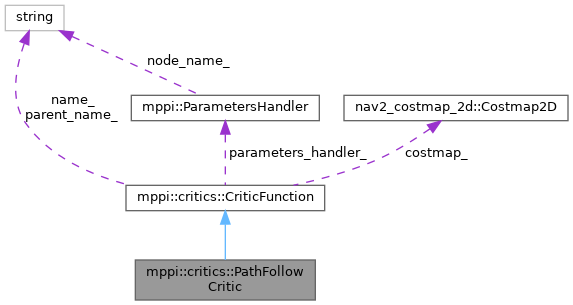 string
node_name_
name_
parent_name_
mppi::ParametersHandler
nav2_costmap_2d::Costmap2D
parameters_handler_
costmap_
mppi::critics::CriticFunction
mppi::critics::PathFollow
Critic